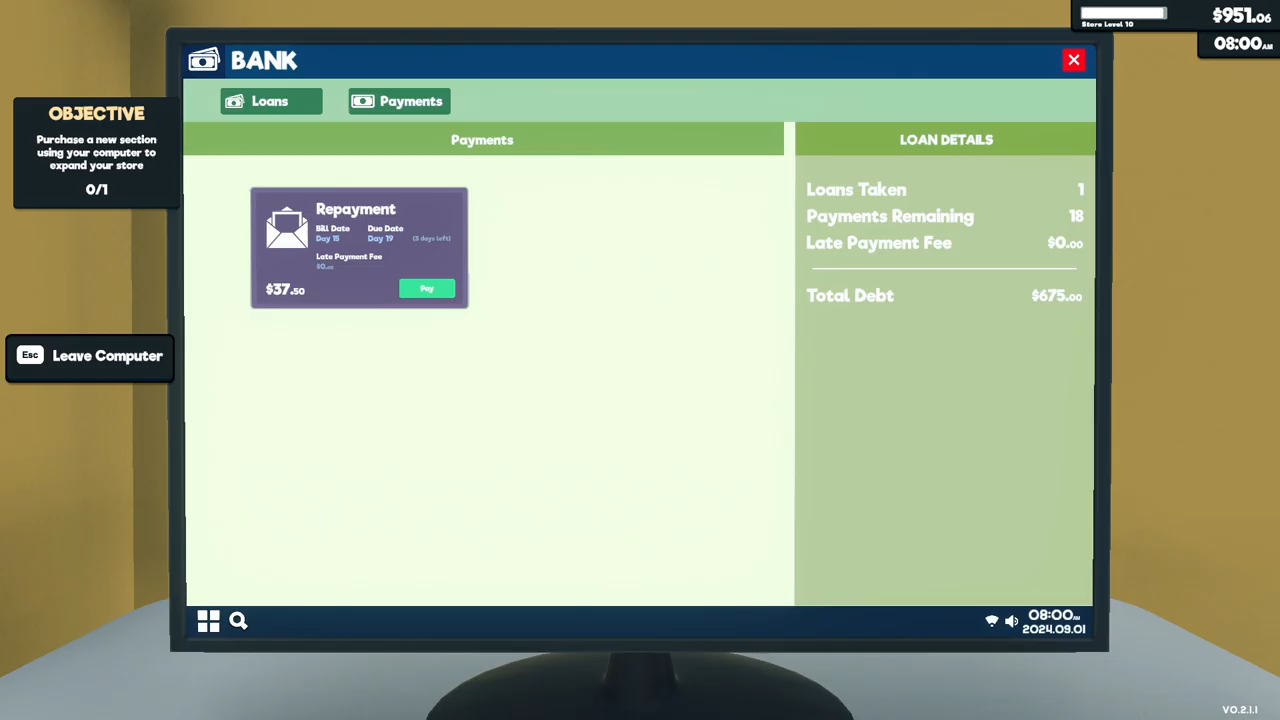 Store Level 10
$951.06
08:00AM
BANK
Loans
Payments
OBJECTIVE
Purchase a new section
using your computer to
expand your store
0/1
Payments
LOAN DETAILS
Repayment
Bill Date
Due Date
Day 15
Day 19
(3 days left)
Late Payment Fee
$0.00
$37.50
Pay
Loans Taken
1
Payments Remaining
18
Late Payment Fee
$0.00
Total Debt
$675.00
Esc
Leave Computer
08:00AM
2024.09.01
V0.2.1.1